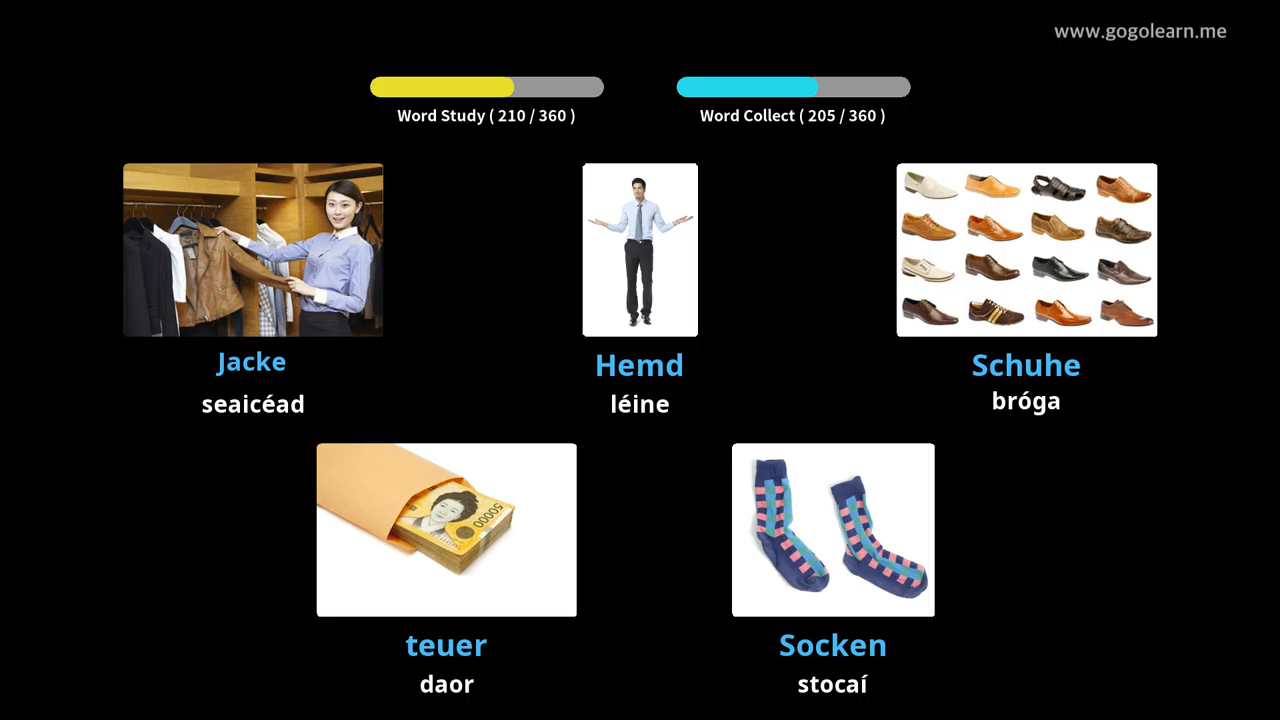 www.gogolearn.me
Word Study ( 210 / 360 )
Word Collect ( 205 / 360 )
Jacke
seaicéad
Hemd
léine
Schuhe
bróga
50000
teuer
daor
Socken
stocaí